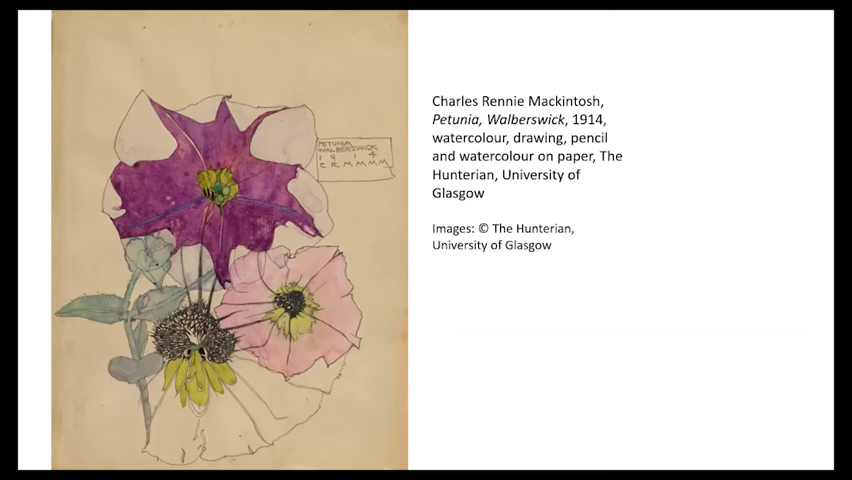 PETUNIA
WALBERSWICK
1914
CRMMMM
Charles Rennie Mackintosh,
Petunia, Walberswick, 1914,
watercolour, drawing, pencil
and watercolour on paper, The
Hunterian, University of
Glasgow
Images: © The Hunterian,
University of Glasgow